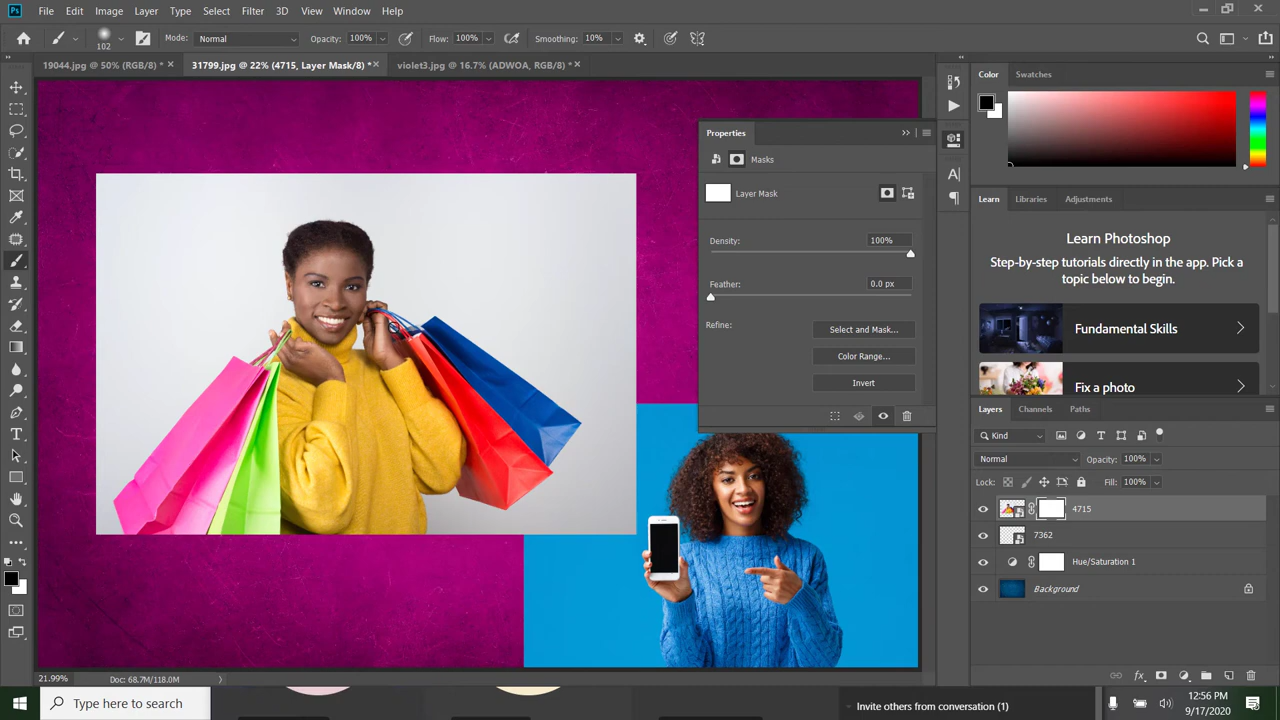 Ps File Edit Image Layer Type Select Filter 3D View Window Help
102 Mode: Normal Opacity: 100% Flow: 100% Smoothing: 10%
19044.jpg @ 50% (RGB/8) * × 31799.jpg @ 22% (4715, Layer Mask/8) * × violet3.jpg @ 16.7% (ADWOA, RGB/8) * ×
Color Swatches
Properties
Masks
Layer Mask
Density: 100%
Feather: 0.0 px
Refine: Select and Mask...
Color Range...
Invert
Learn Libraries Adjustments
Learn Photoshop
Step-by-step tutorials directly in the app. Pick a
topic below to begin.
Fundamental Skills
Fix a photo
Layers Channels Paths
Kind
Normal Opacity: 100%
Lock: Fill: 100%
4715
7362
Hue/Saturation 1
Background
21.99% Doc: 68.7M/118.0M
Type here to search
Invite others from conversation (1)
12:56 PM
9/17/2020